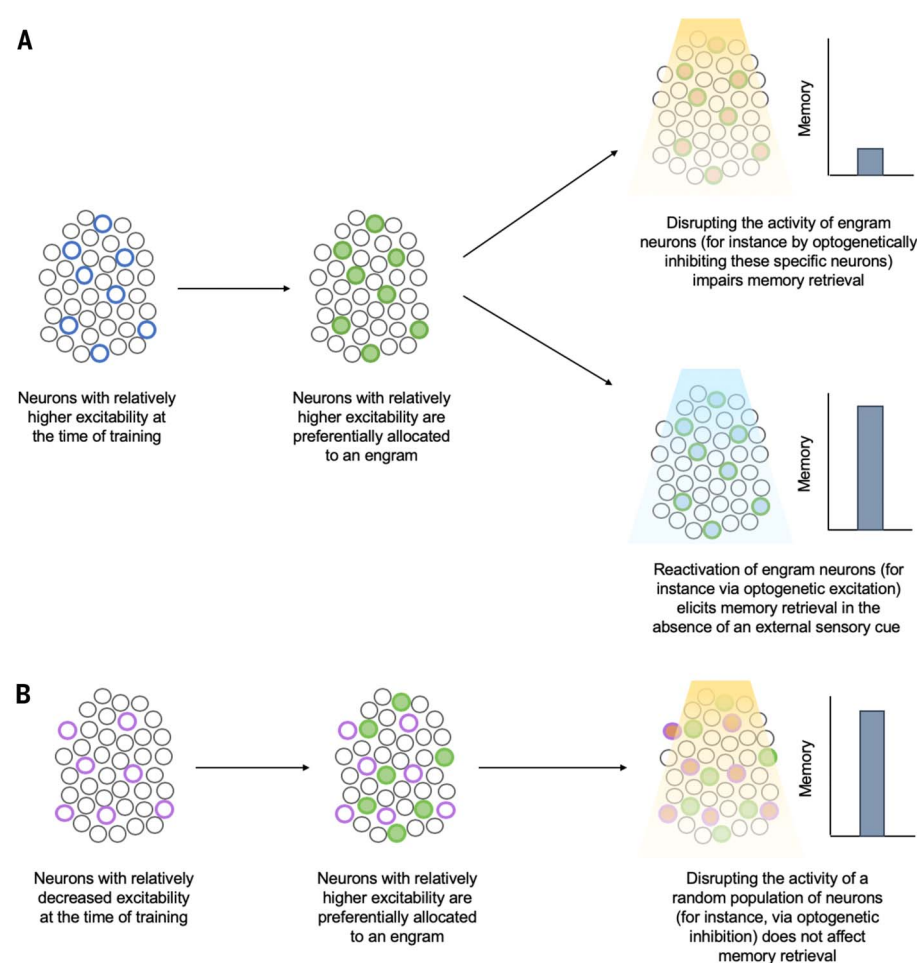 A
Memory
Disrupting the activity of engram
neurons (for instance by optogenetically
inhibiting these specific neurons)
impairs memory retrieval
Neurons with relatively
higher excitability at
the time of training
Neurons with relatively
higher excitability are
preferentially allocated
to an engram
Memory
Reactivation of engram neurons (for
instance via optogenetic excitation)
elicits memory retrieval in the
absence of an external sensory cue
B
Memory
Neurons with relatively
decreased excitability
at the time of training
Neurons with relatively
higher excitability are
preferentially allocated
to an engram
Disrupting the activity of a
random population of neurons
(for instance, via optogenetic
inhibition) does not affect
memory retrieval